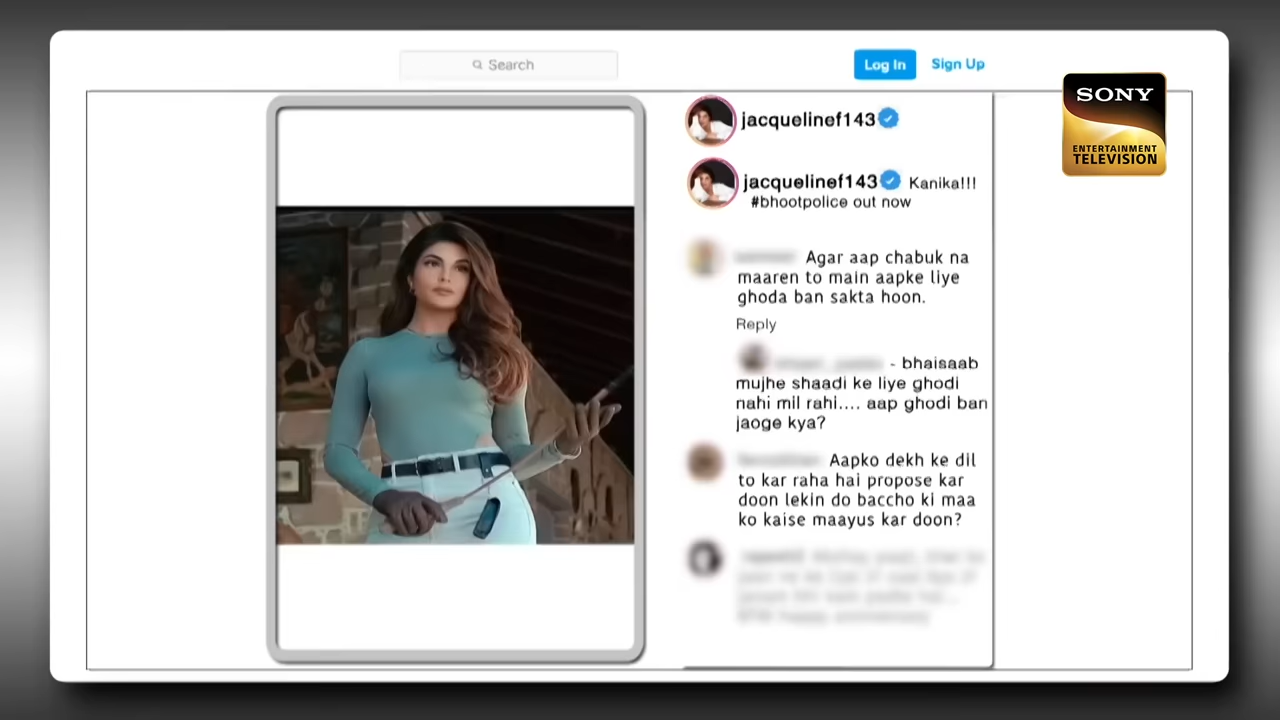 Search
Log In
Sign Up
SONY
ENTERTAINMENT
TELEVISION
jacquelinef143
jacquelinef143 Kanika!!!
#bhootpolice out now
Agar aap chabuk na
maaren to main aapke liye
ghoda ban sakta hoon.
Reply
- bhaisaab
mujhe shaadi ke liye ghodi
nahi mil rahi.... aap ghodi ban
jaoge kya?
Aapko dekh ke dil
to kar raha hai propose kar
doon lekin do baccho ki maa
ko kaise maayus kar doon?